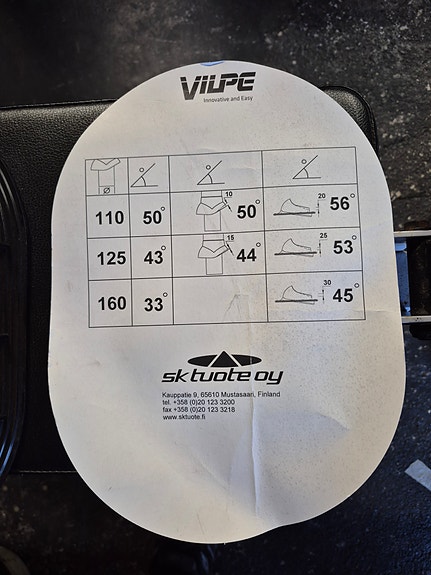 VILPE
Innovative and Easy
Ø
110 50° 10 50° 20 56°
125 43° 15 44° 25 53°
160 33° 30 45°
sktuote oy
Kauppatie 9, 65610 Mustasaari, Finland
tel. +358 (0)20 123 3200
fax +358 (0)20 123 3218
www.sktuote.fi